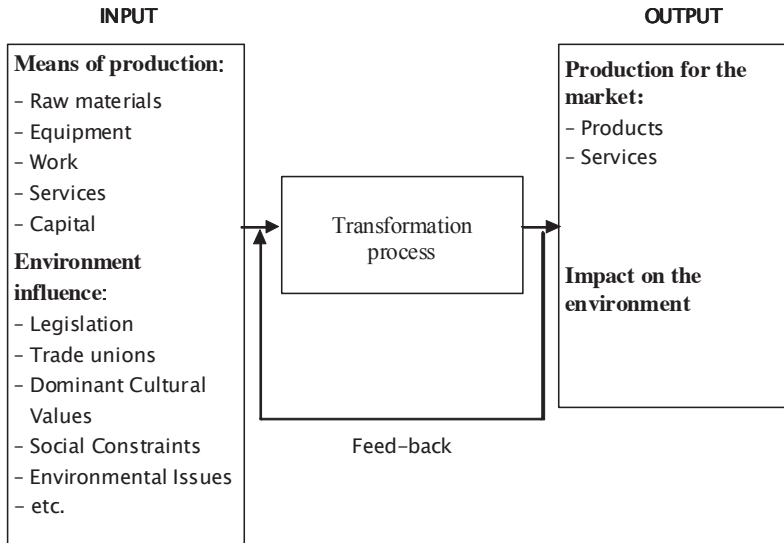 INPUT
Means of production:
– Raw materials
– Equipment
– Work
– Services
– Capital
Environment
influence:
– Legislation
– Trade unions
– Dominant Cultural
Values
– Social Constraints
– Environmental Issues
– etc.
Transformation
process
Feed–back
OUTPUT
Production for the
market:
– Products
– Services
Impact on the
environment